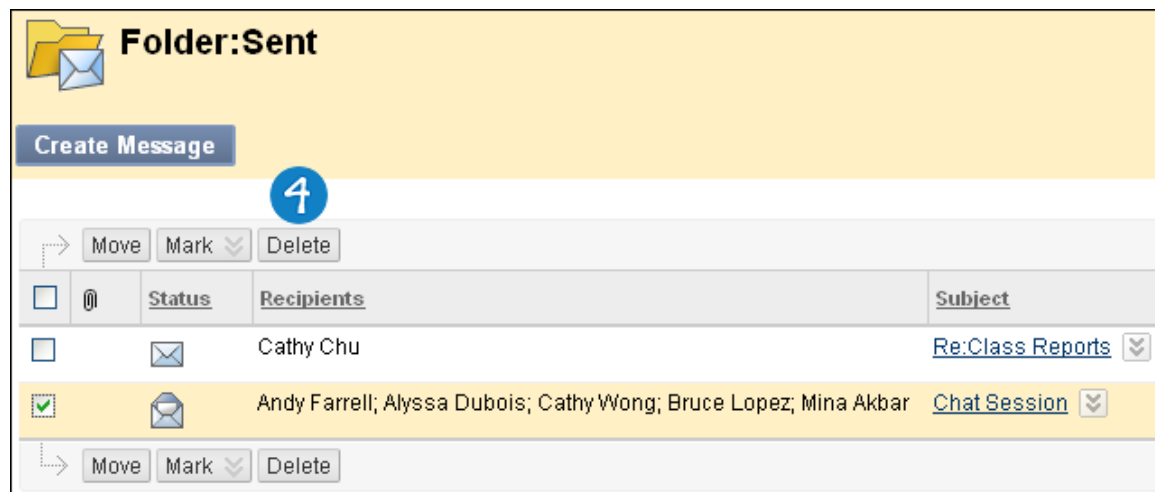 Folder:Sent
Create Message
4
Move Mark Delete
Status Recipients Subject
Cathy Chu Re:Class Reports
Andy Farrell; Alyssa Dubois; Cathy Wong; Bruce Lopez; Mina Akbar Chat Session
Move Mark Delete